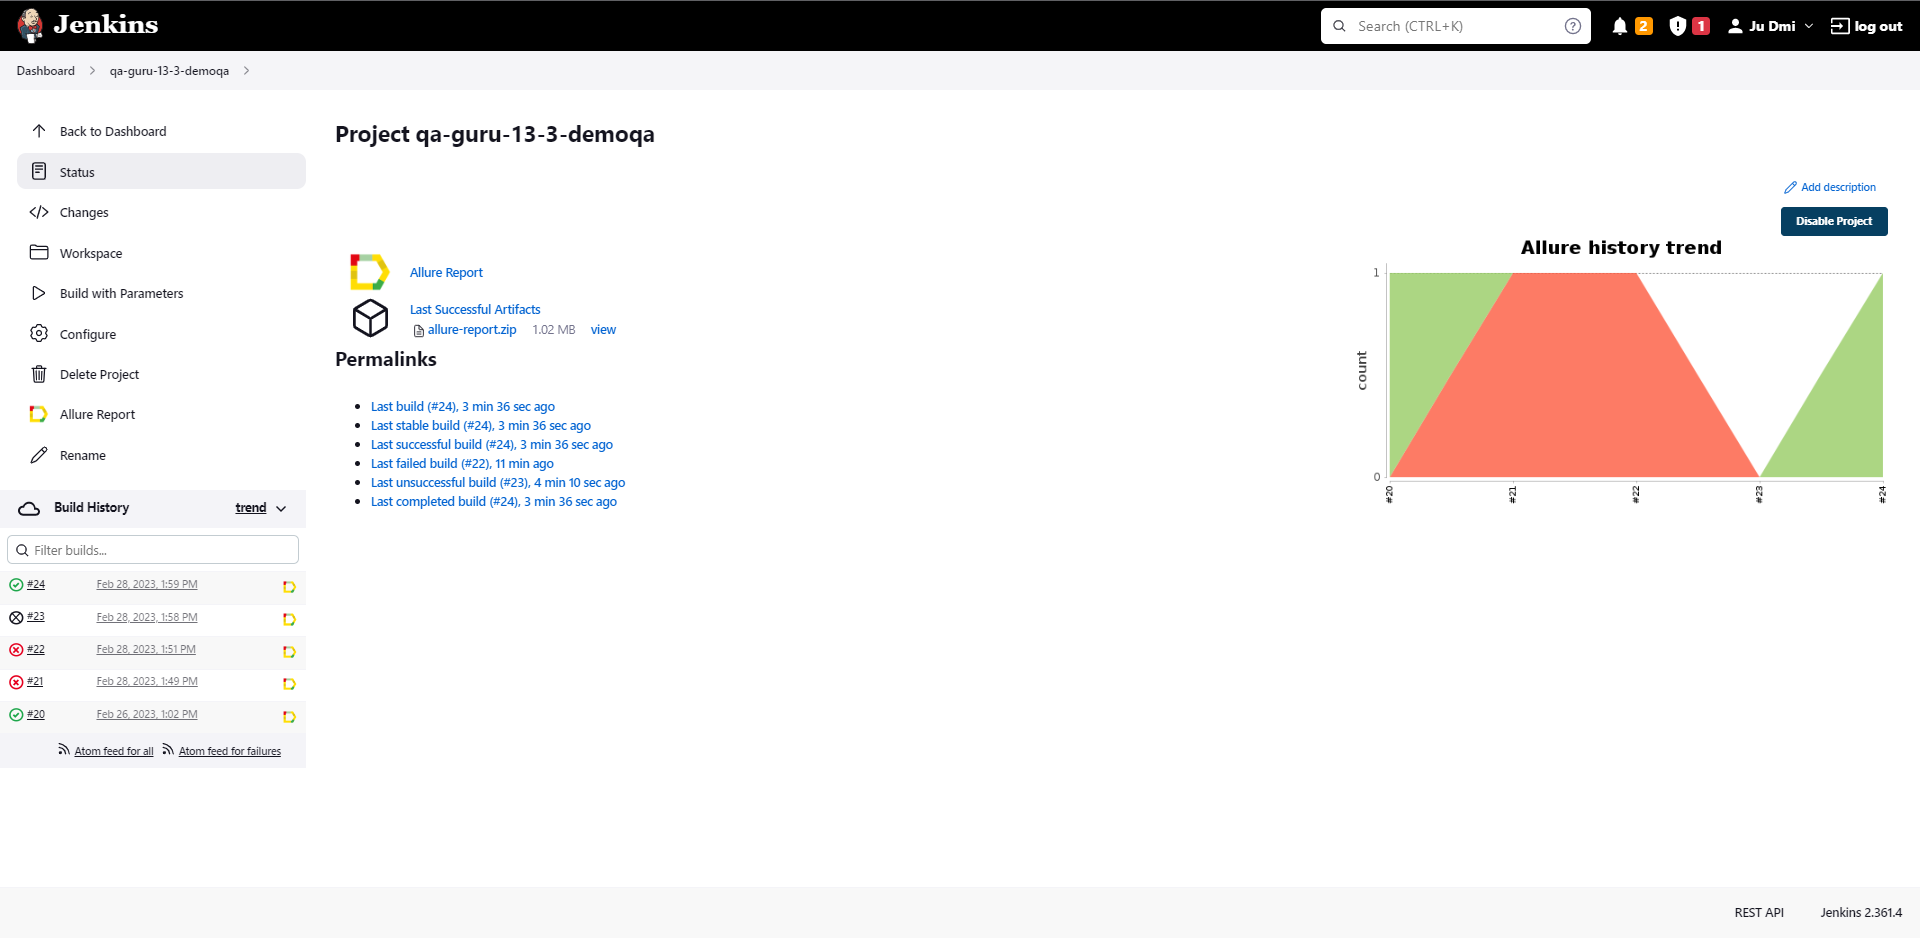 Jenkins
Search (CTRL+K)
2
1
Ju Dmi
log out
Dashboard
qa-guru-13-3-demoqa
Back to Dashboard
Status
Changes
Workspace
Build with Parameters
Configure
Delete Project
Allure Report
Rename
Build History
trend
Filter builds...
#24 Feb 28, 2023, 1:59 PM
#23 Feb 28, 2023, 1:58 PM
#22 Feb 28, 2023, 1:51 PM
#21 Feb 28, 2023, 1:49 PM
#20 Feb 26, 2023, 1:02 PM
Atom feed for all
Atom feed for failures
Project qa-guru-13-3-demoqa
Add description
Disable Project
Allure Report
Last Successful Artifacts
allure-report.zip 1.02 MB view
Permalinks
Last build (#24), 3 min 36 sec ago
Last stable build (#24), 3 min 36 sec ago
Last successful build (#24), 3 min 36 sec ago
Last failed build (#22), 11 min ago
Last unsuccessful build (#23), 4 min 10 sec ago
Last completed build (#24), 3 min 36 sec ago
Allure history trend
count
1
0
#20
#21
#22
#23
#24
REST API
Jenkins 2.361.4